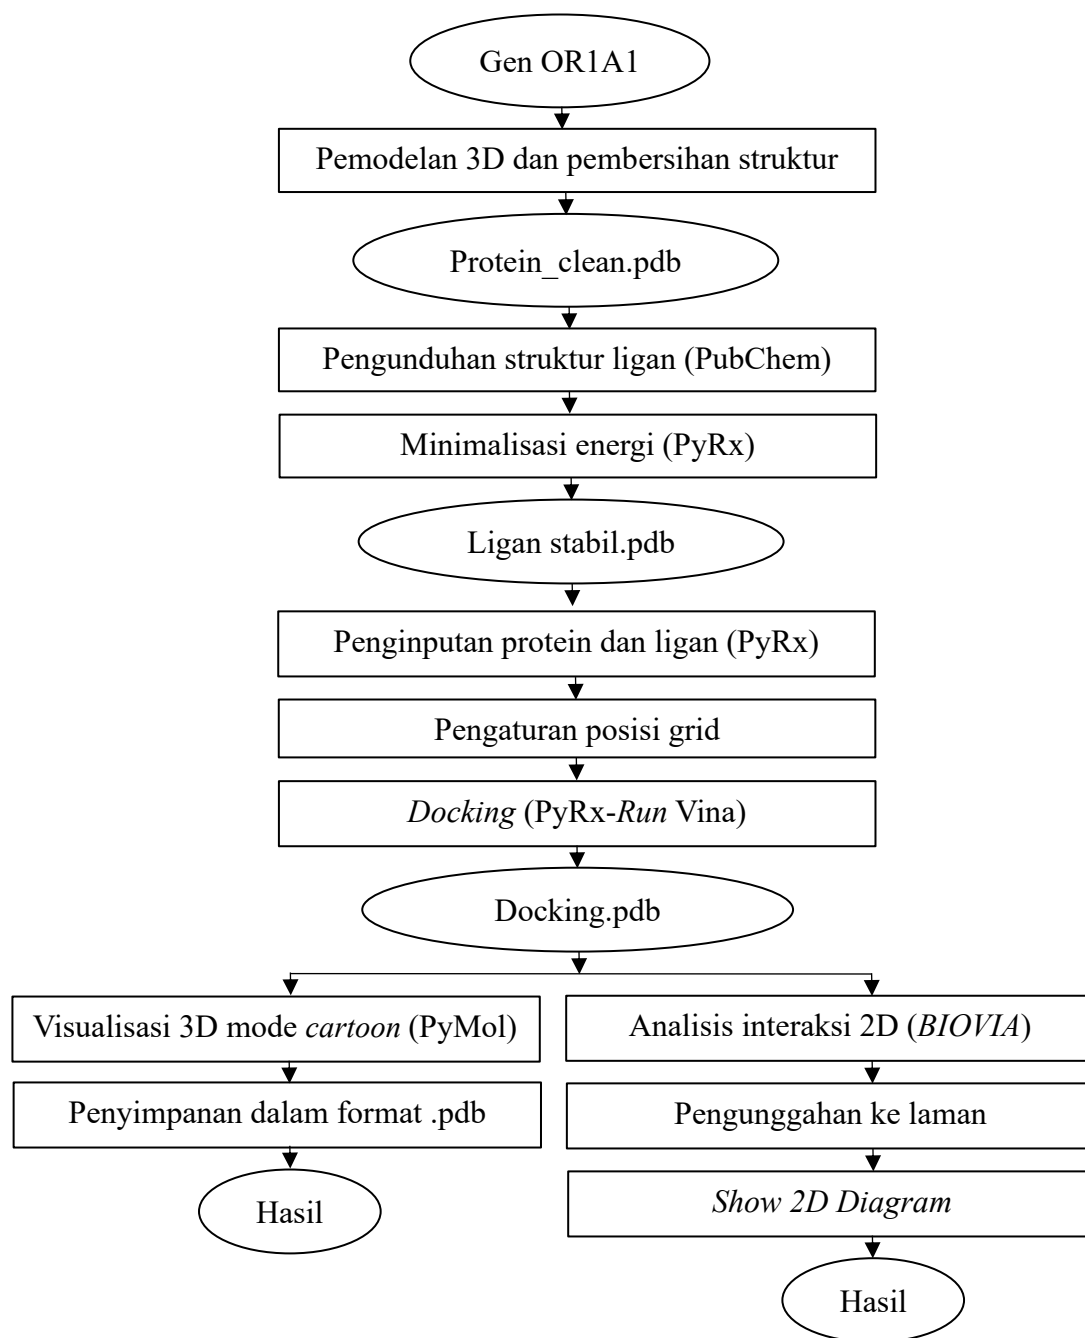 Gen OR1A1
Pemodelan 3D dan pembersihan struktur
Protein_clean.pdb
Pengunduhan struktur ligan (PubChem)
Minimalisasi energi (PyRx)
Ligan stabil.pdb
Penginputan protein dan ligan (PyRx)
Pengaturan posisi grid
Docking (PyRx-Run Vina)
Docking.pdb
Visualisasi 3D mode cartoon (PyMol)
Penyimpanan dalam format .pdb
Hasil
Analisis interaksi 2D (BIOVIA)
Pengunggahan ke laman
Show 2D Diagram
Hasil